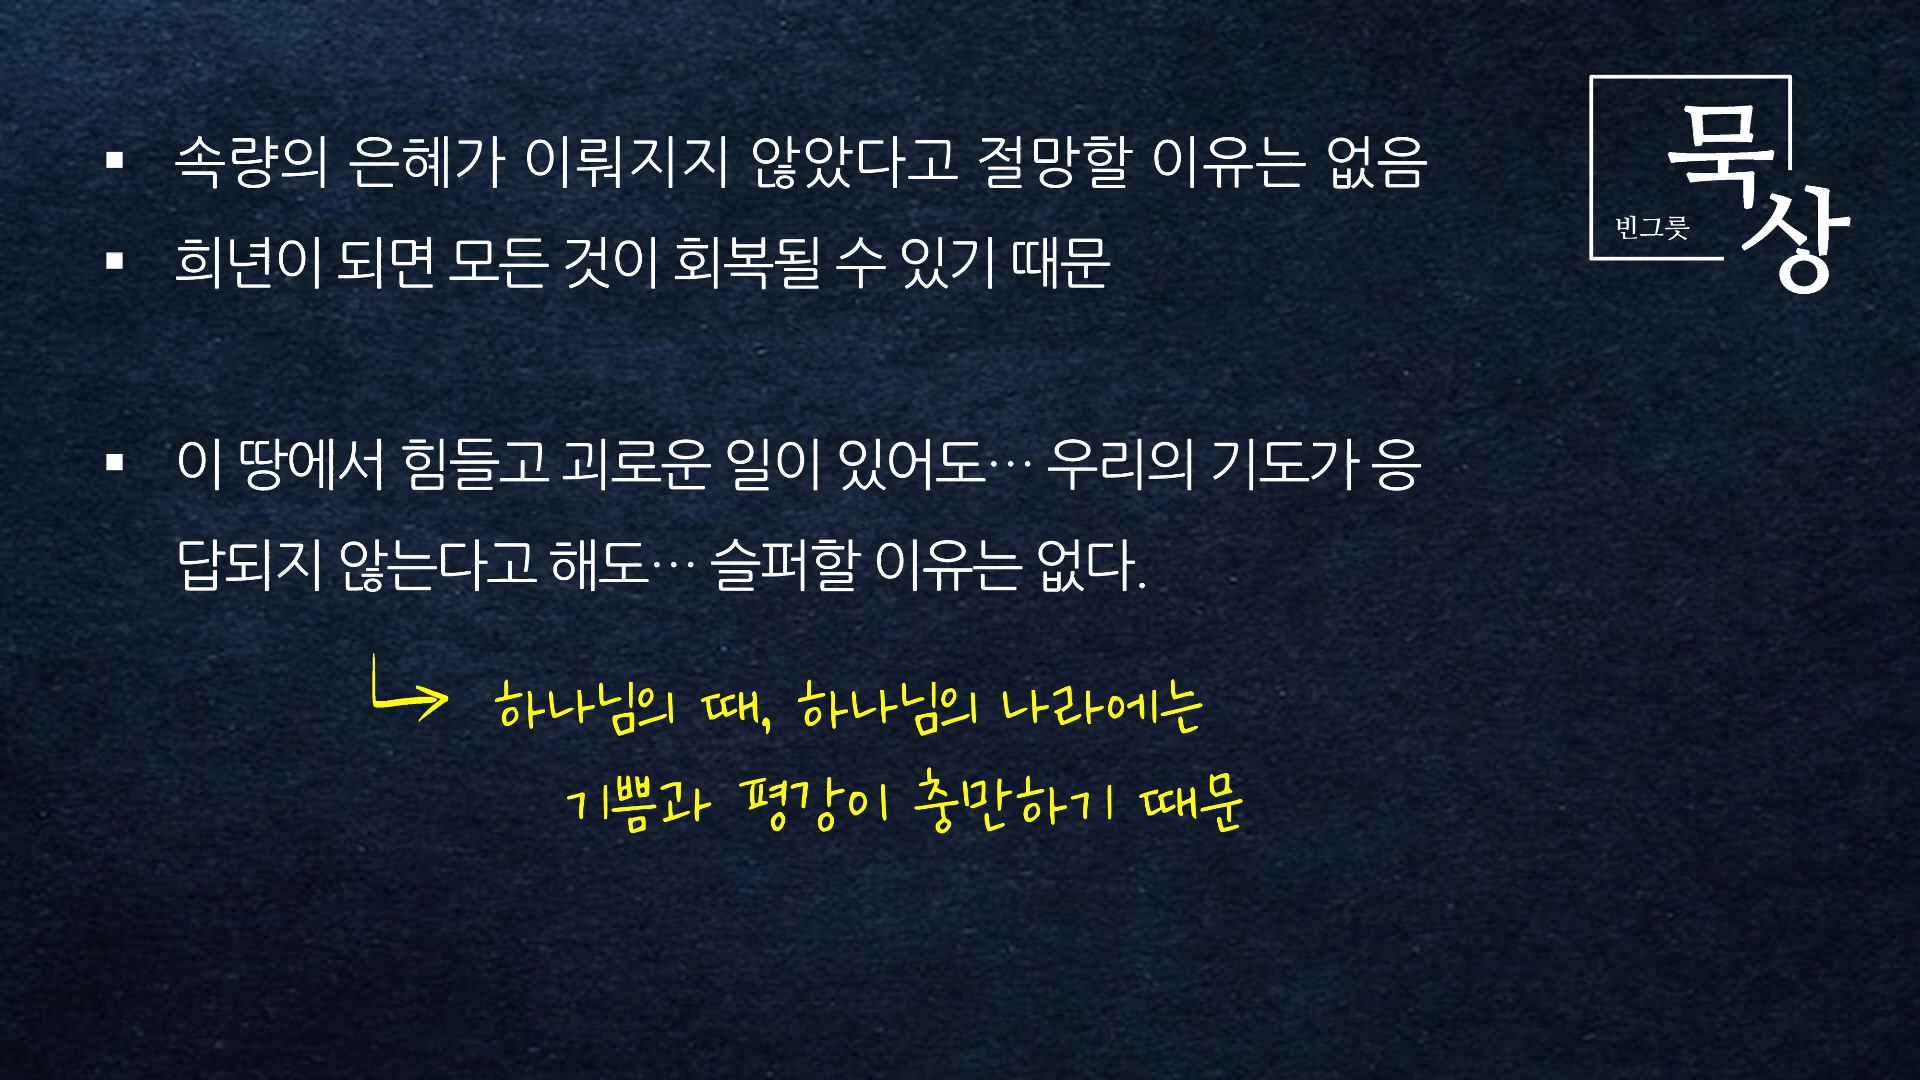 ▪ 속량의 은혜가 이뤄지지 않았다고 절망할 이유는 없음
▪ 희년이 되면 모든 것이 회복될 수 있기 때문
▪ 이 땅에서 힘들고 괴로운 일이 있어도… 우리의 기도가 응
답되지 않는다고 해도… 슬퍼할 이유는 없다.
하나님의 때, 하나님의 나라에는
기쁨과 평강이 충만하기 때문
묵상
빈그릇